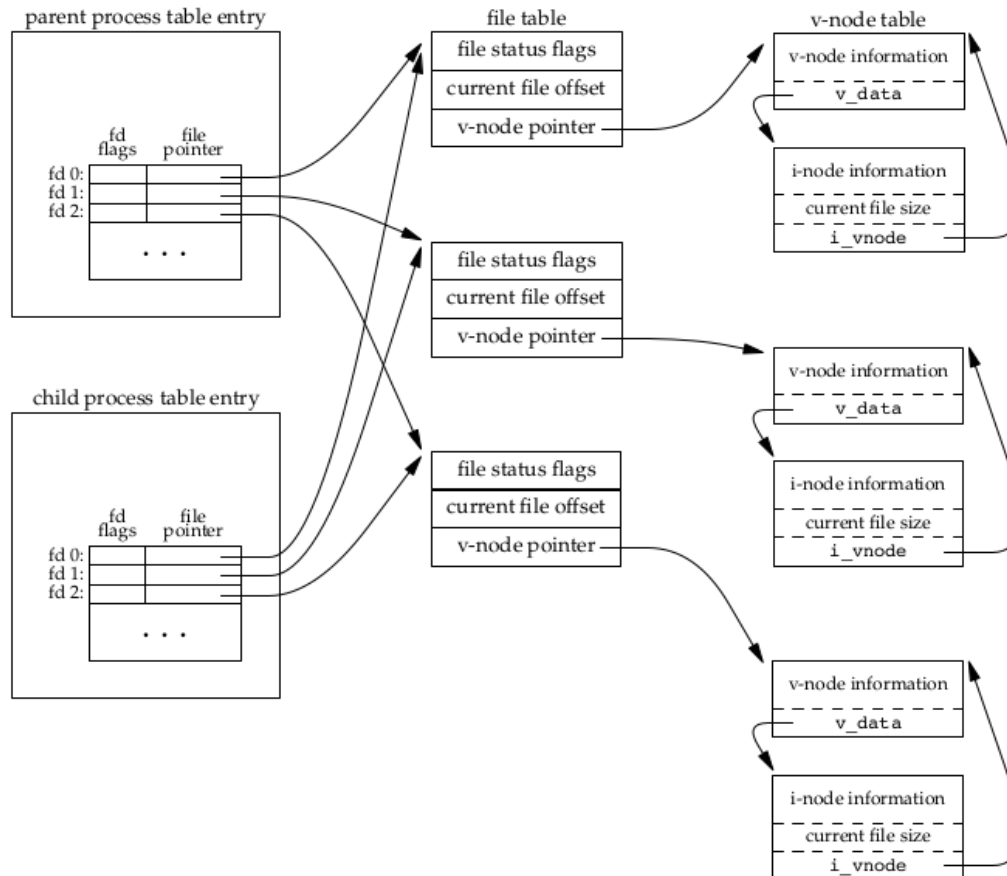 parent process table entry
fd
flags
file
pointer
fd 0:
fd 1:
fd 2:
. . .
child process table entry
fd
flags
file
pointer
fd 0:
fd 1:
fd 2:
. . .
file table
file status flags
current file offset
v-node pointer
file status flags
current file offset
v-node pointer
file status flags
current file offset
v-node pointer
v-node table
v-node information
v_data
i-node information
current file size
i_vnode
v-node information
v_data
i-node information
current file size
i_vnode
v-node information
v_data
i-node information
current file size
i_vnode